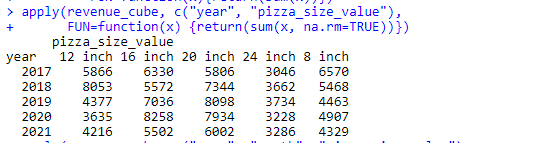 > apply(revenue_cube, c("year", "pizza_size_value"),
+       FUN=function(x) {return(sum(x, na.rm=TRUE))})
      pizza_size_value
year   12 inch 16 inch 20 inch 24 inch 8 inch
  2017    5866    6330    5806    3046   6570
  2018    8053    5572    7344    3662   5468
  2019    4377    7036    8098    3734   4463
  2020    3635    8258    7934    3228   4907
  2021    4216    5502    6002    3286   4329